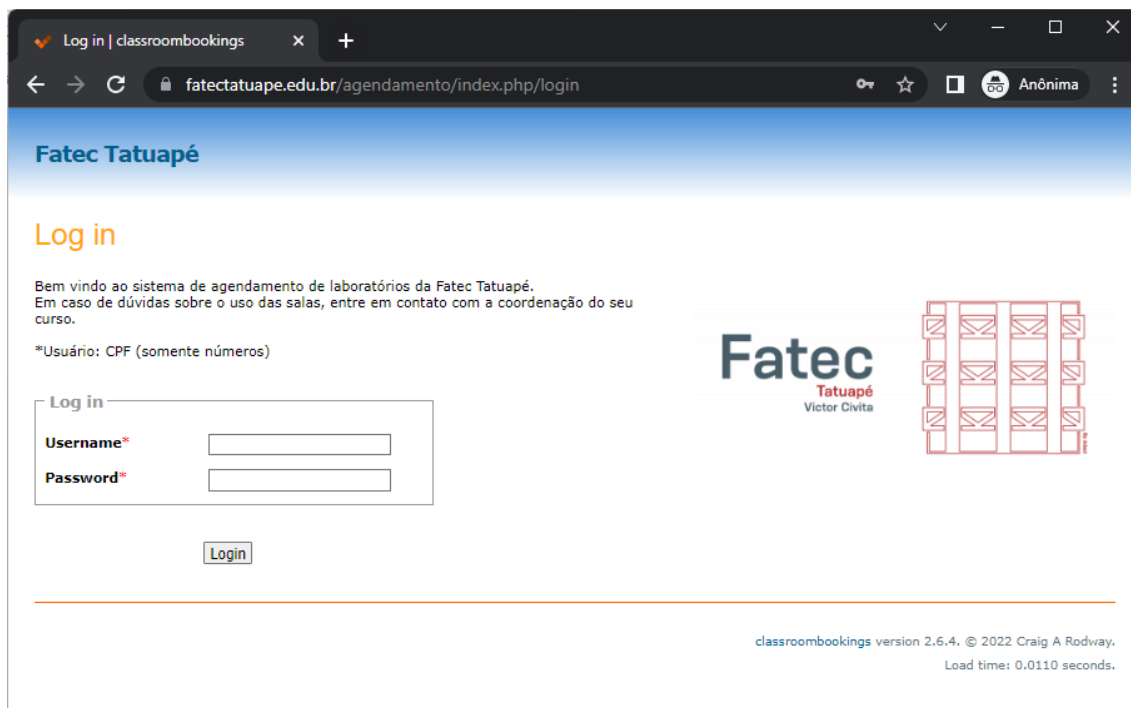 Log in | classroombookings
fatectatuape.edu.br/agendamento/index.php/login
Anônima
Fatec Tatuapé
Log in
Bem vindo ao sistema de agendamento de laboratórios da Fatec Tatuapé.
Em caso de dúvidas sobre o uso das salas, entre em contato com a coordenação do seu
curso.
*Usuário: CPF (somente números)
Fatec
Tatuapé
Victor Civita
Log in
Username*
Password*
Login
classroombookings version 2.6.4. © 2022 Craig A Rodway.
Load time: 0.0110 seconds.